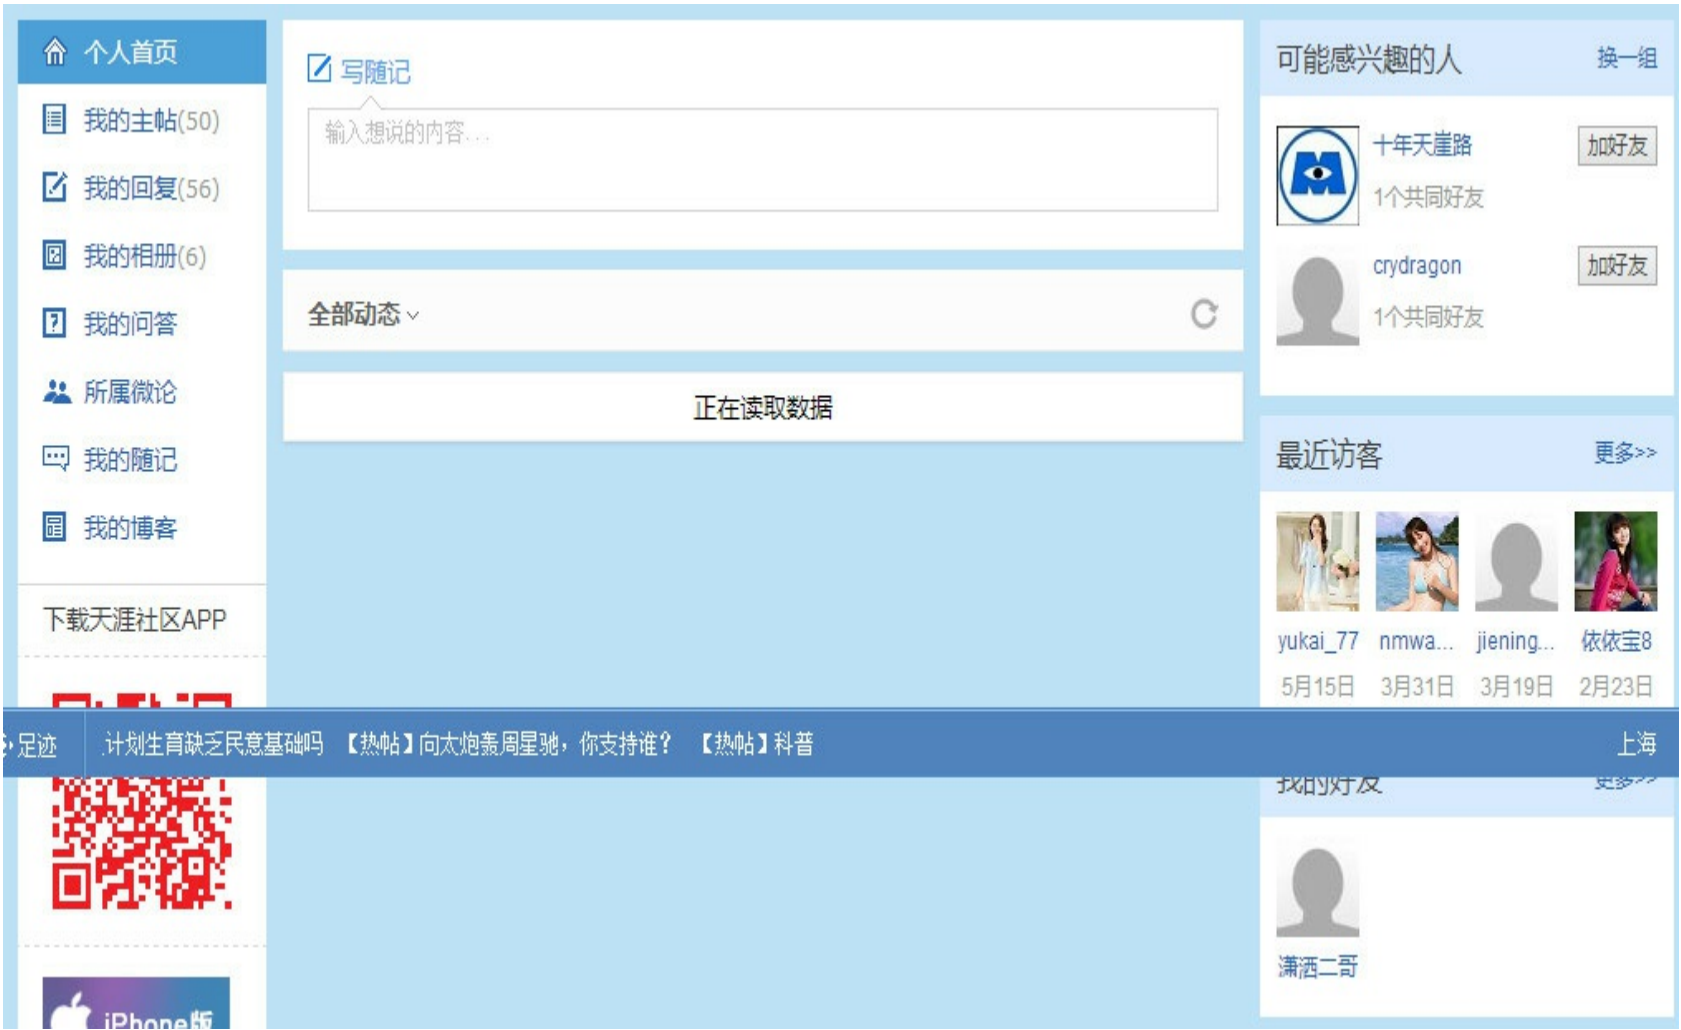 个人首页
我的主帖(50)
我的回复(56)
我的相册(6)
我的问答
所属微论
我的随记
我的博客
下载天涯社区APP
iPhone版
写随记
输入想说的内容...
全部动态
正在读取数据
可能感兴趣的人 换一组
十年天崖路 加好友
1个共同好友
crydragon 加好友
1个共同好友
最近访客 更多>>
yukai_77 nmwa... jiening... 依依宝8
5月15日 3月31日 3月19日 2月23日
足迹 计划生育缺乏民意基础吗 【热帖】向太炮轰周星驰，你支持谁？ 【热帖】科普 上海
我的好友 更多>>
潇洒二哥